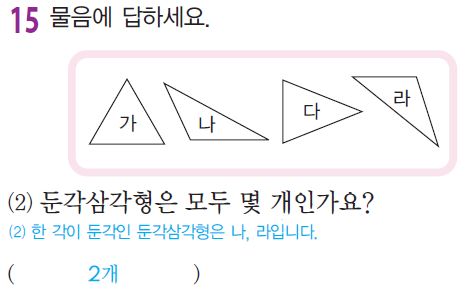 15 물음에 답하세요.
가 나 다 라
(2) 둔각삼각형은 모두 몇 개인가요?
(2) 한 각이 둔각인 둔각삼각형은 나, 라입니다.
( 2개 )